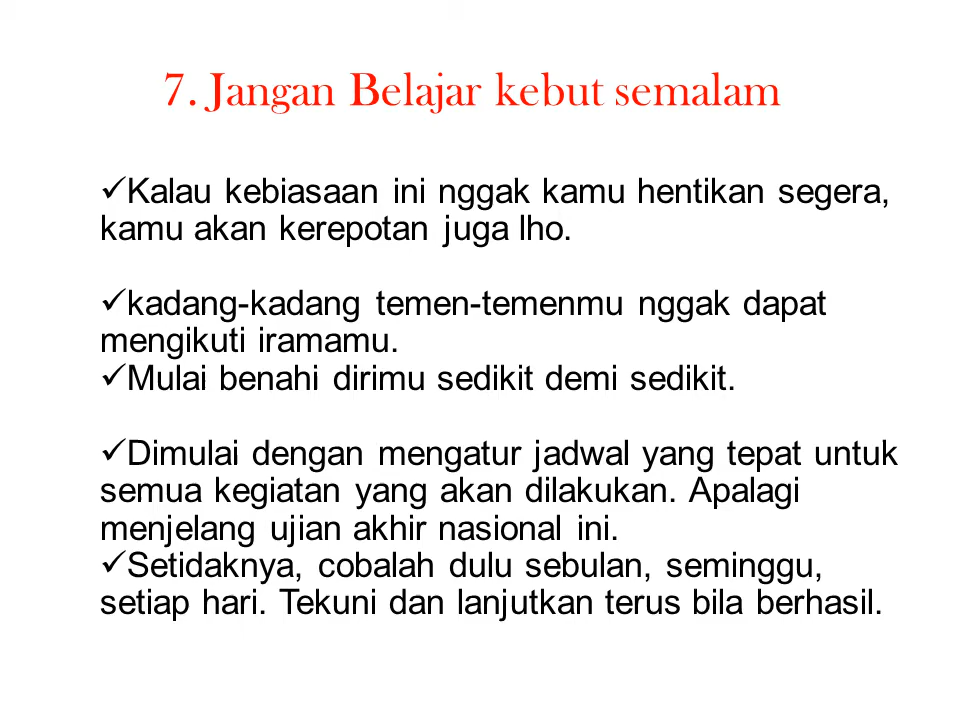 7. Jangan Belajar kebut semalam
✓Kalau kebiasaan ini nggak kamu hentikan segera,
kamu akan kerepotan juga lho.
✓kadang-kadang temen-temenmu nggak dapat
mengikuti iramamu.
✓Mulai benahi dirimu sedikit demi sedikit.
✓Dimulai dengan mengatur jadwal yang tepat untuk
semua kegiatan yang akan dilakukan. Apalagi
menjelang ujian akhir nasional ini.
✓Setidaknya, cobalah dulu sebulan, seminggu,
setiap hari. Tekuni dan lanjutkan terus bila berhasil.